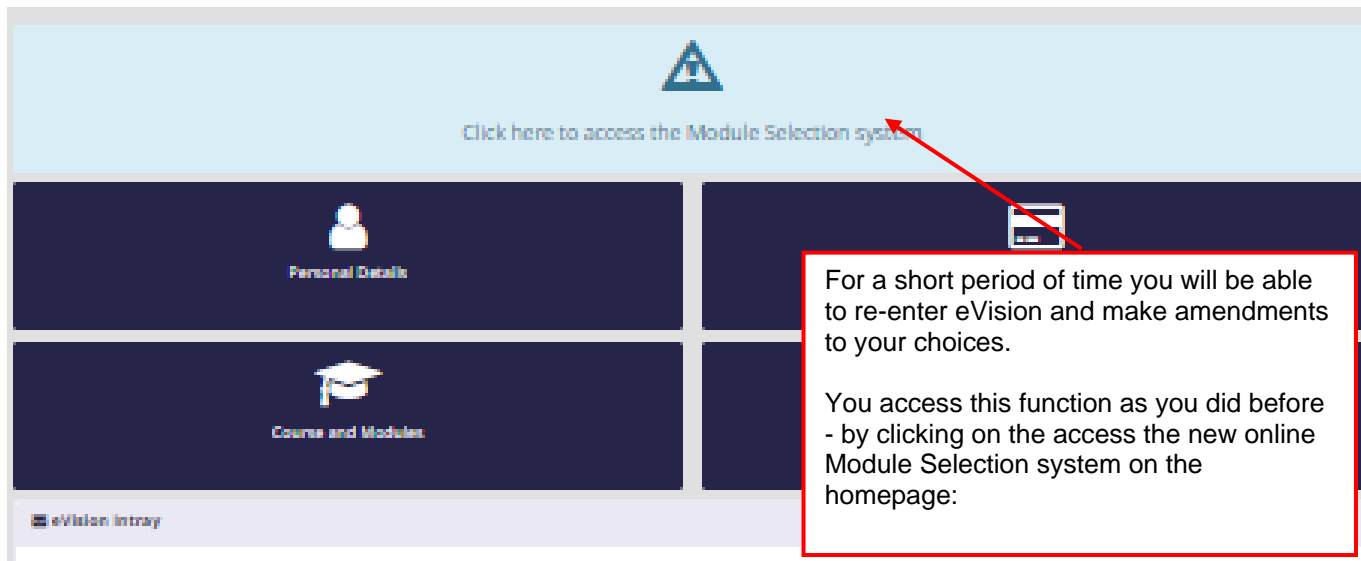 Click here to access the Module Selection system
Personal Details
For a short period of time you will be able
to re-enter eVision and make amendments
to your choices.
You access this function as you did before
- by clicking on the access the new online
Module Selection system on the
homepage:
Course and Modules
eVision Intray